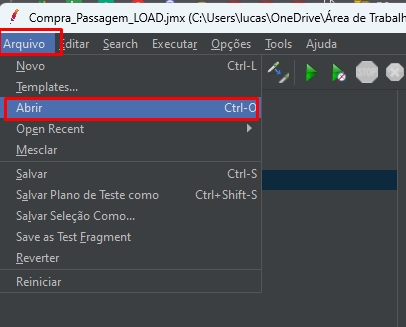 Compra_Passagem_LOAD.jmx (C:\Users\lucas\OneDrive\Área de Trabalh
Arquivo Editar Search Executar Opções Tools Ajuda
Novo Ctrl-L
Templates...
Abrir Ctrl-O
Open Recent
Mesclar
Salvar Ctrl-S
Salvar Plano de Teste como Ctrl+Shift-S
Salvar Seleção Como...
Save as Test Fragment
Reverter
Reiniciar
STOP